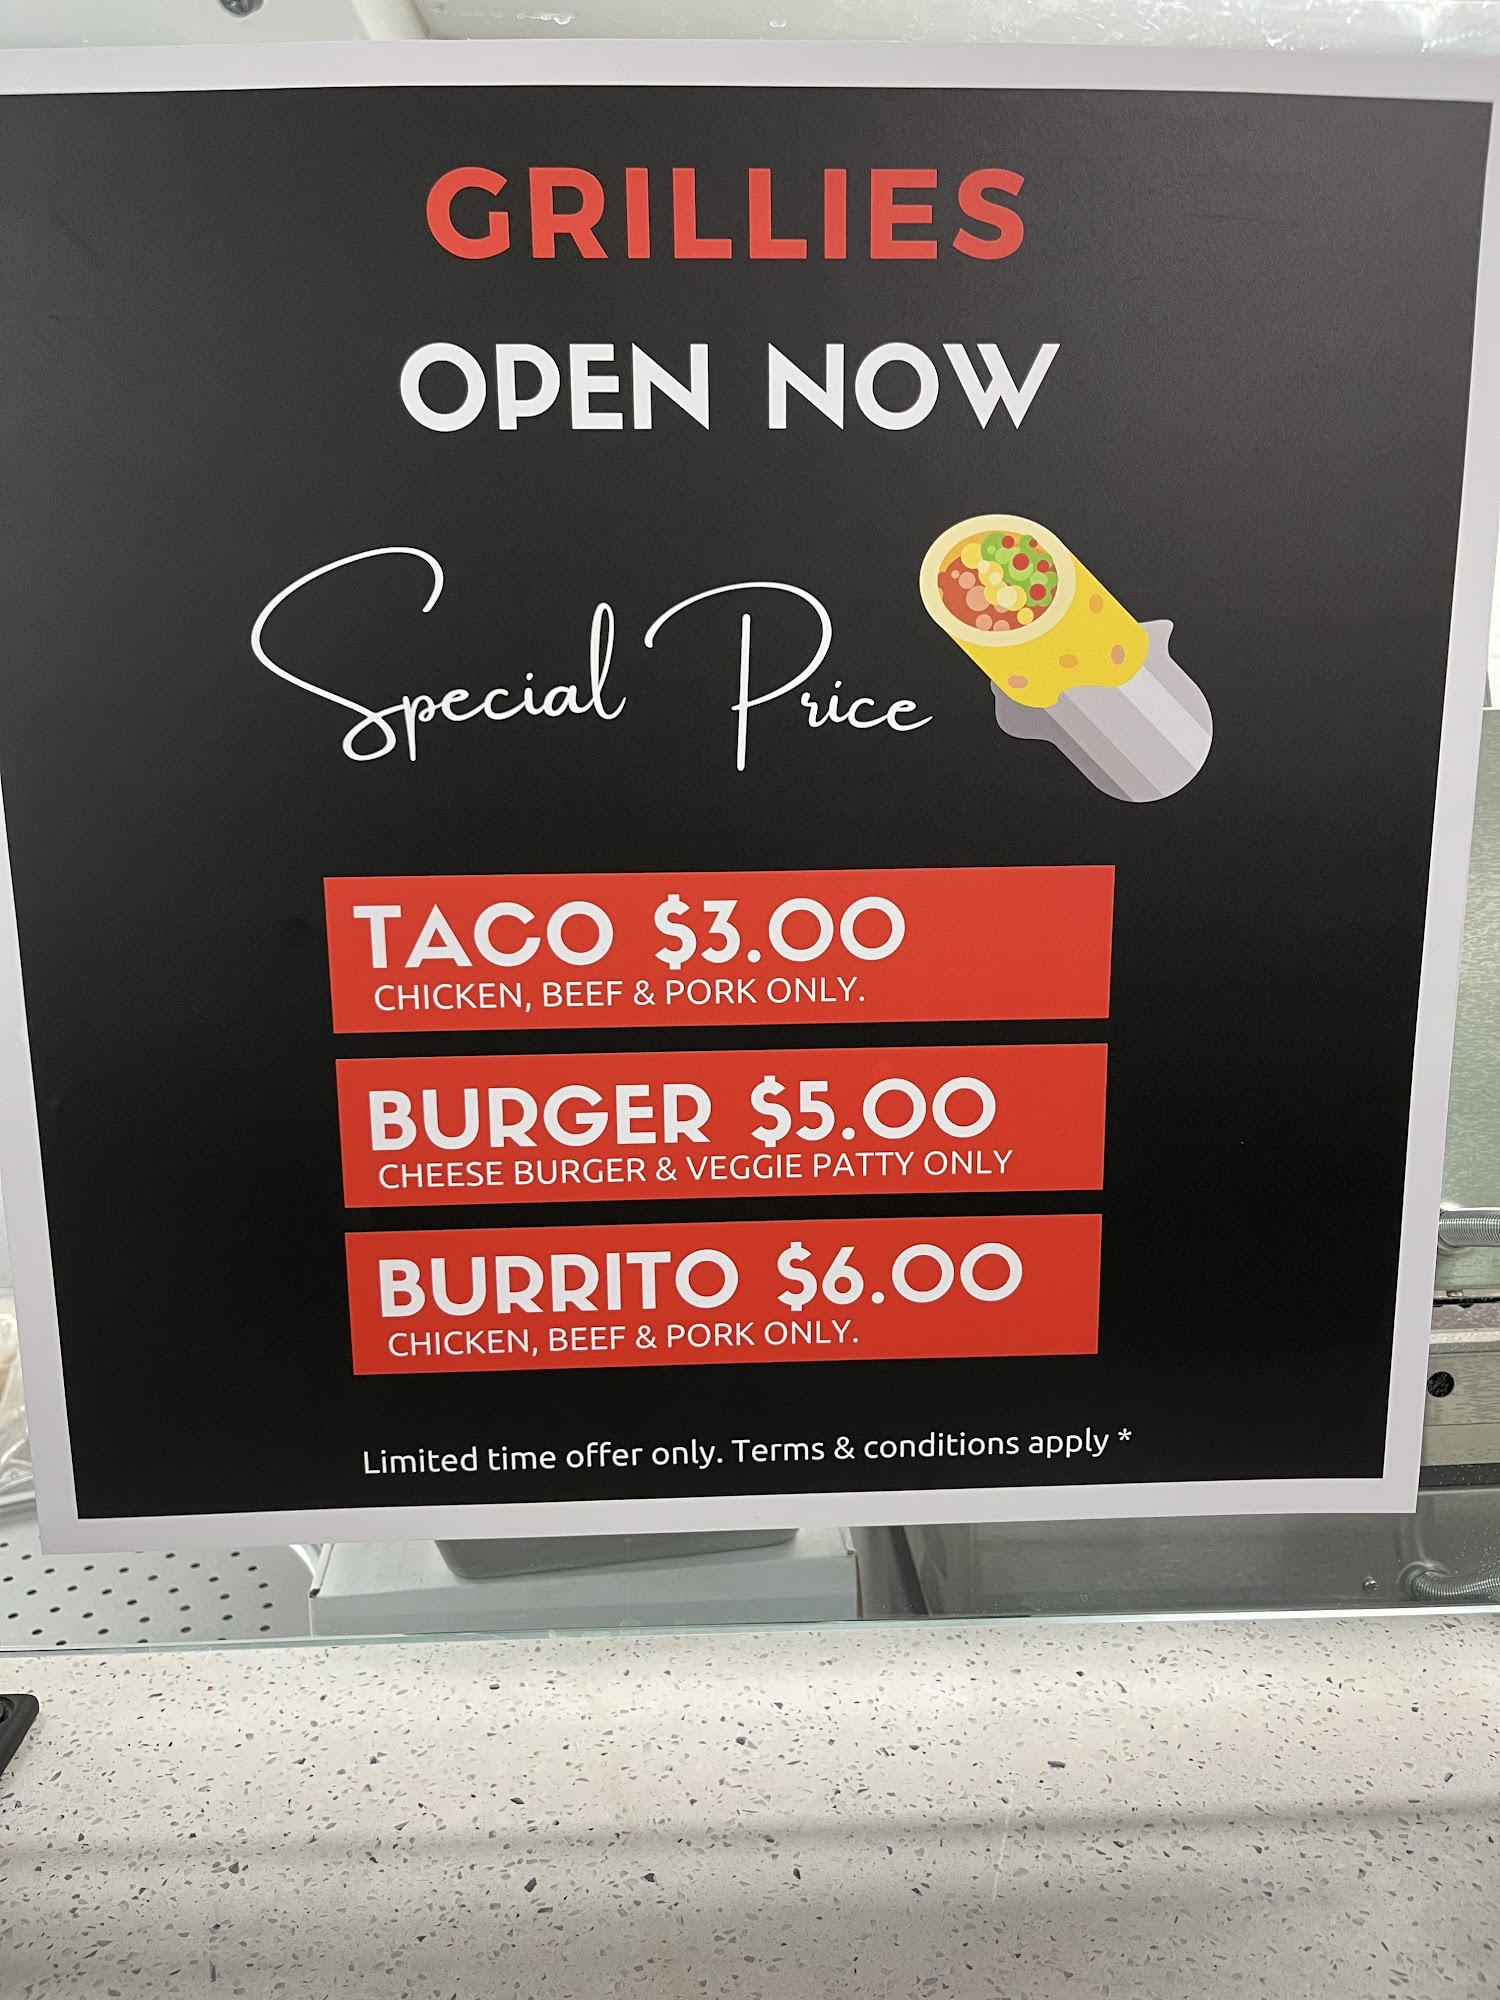 GRILLIES
OPEN NOW
Special Price
TACO $3.00
CHICKEN, BEEF & PORK ONLY.
BURGER $5.00
CHEESE BURGER & VEGGIE PATTY ONLY
BURRITO $6.00
CHICKEN, BEEF & PORK ONLY.
Limited time offer only. Terms & conditions apply *